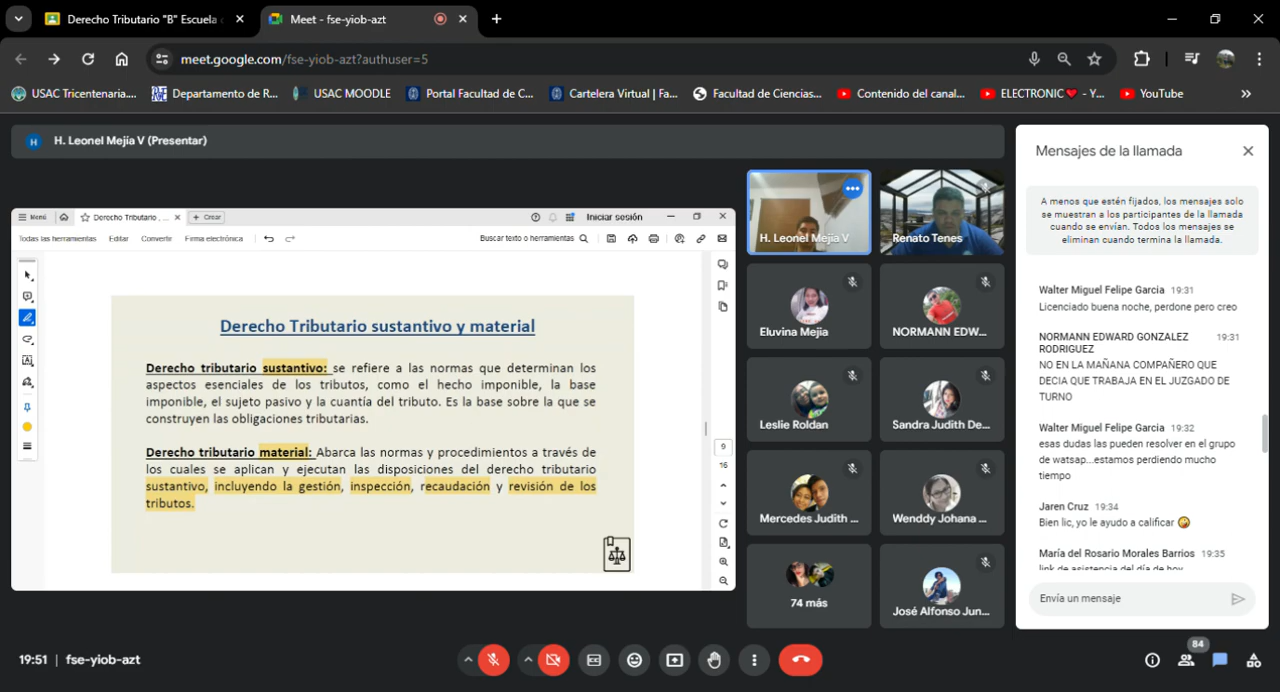 Derecho Tributario "B" Escuela
Meet - fse-yiob-azt
meet.google.com/fse-yiob-azt?authuser=5
USAC Tricentenaria....
Departamento de R...
USAC MOODLE
Portal Facultad de C...
Cartelera Virtual | Fa...
Facultad de Ciencias...
Contenido del canal...
ELECTRONIC❤ - Y...
YouTube
H
H. Leonel Mejía V (Presentar)
Menú
Derecho Tributario , ...
+ Crear
Iniciar sesión
Todas las herramientas
Editar
Convertir
Firma electrónica
Buscar texto o herramientas
Derecho Tributario sustantivo y material
Derecho tributario sustantivo: se refiere a las normas que determinan los
aspectos esenciales de los tributos, como el hecho imponible, la base
imponible, el sujeto pasivo y la cuantía del tributo. Es la base sobre la que se
construyen las obligaciones tributarias.
Derecho tributario material: Abarca las normas y procedimientos a través de
los cuales se aplican y ejecutan las disposiciones del derecho tributario
sustantivo, incluyendo la gestión, inspección, recaudación y revisión de los
tributos.
9
16
H. Leonel Mejía V
Renato Tenes
Eluvina Mejia
NORMANN EDW...
Leslie Roldan
Sandra Judith De...
Mercedes Judith ...
Wenddy Johana ...
74 más
José Alfonso Jun...
Mensajes de la llamada
A menos que estén fijados, los mensajes solo
se muestran a los participantes de la llamada
cuando se envían. Todos los mensajes se
eliminan cuando termina la llamada.
Walter Miguel Felipe Garcia 19:31
Licenciado buena noche, perdone pero creo
NORMANN EDWARD GONZALEZ 19:31
RODRIGUEZ
NO EN LA MAÑANA COMPAÑERO QUE
DECIA QUE TRABAJA EN EL JUZGADO DE
TURNO
Walter Miguel Felipe Garcia 19:32
esas dudas las pueden resolver en el grupo
de watsap...estamos perdiendo mucho
tiempo
Jaren Cruz 19:34
Bien lic, yo le ayudo a calificar
María del Rosario Morales Barrios 19:35
link de asistencia del día de hoy
Envía un mensaje
19:51 | fse-yiob-azt
84